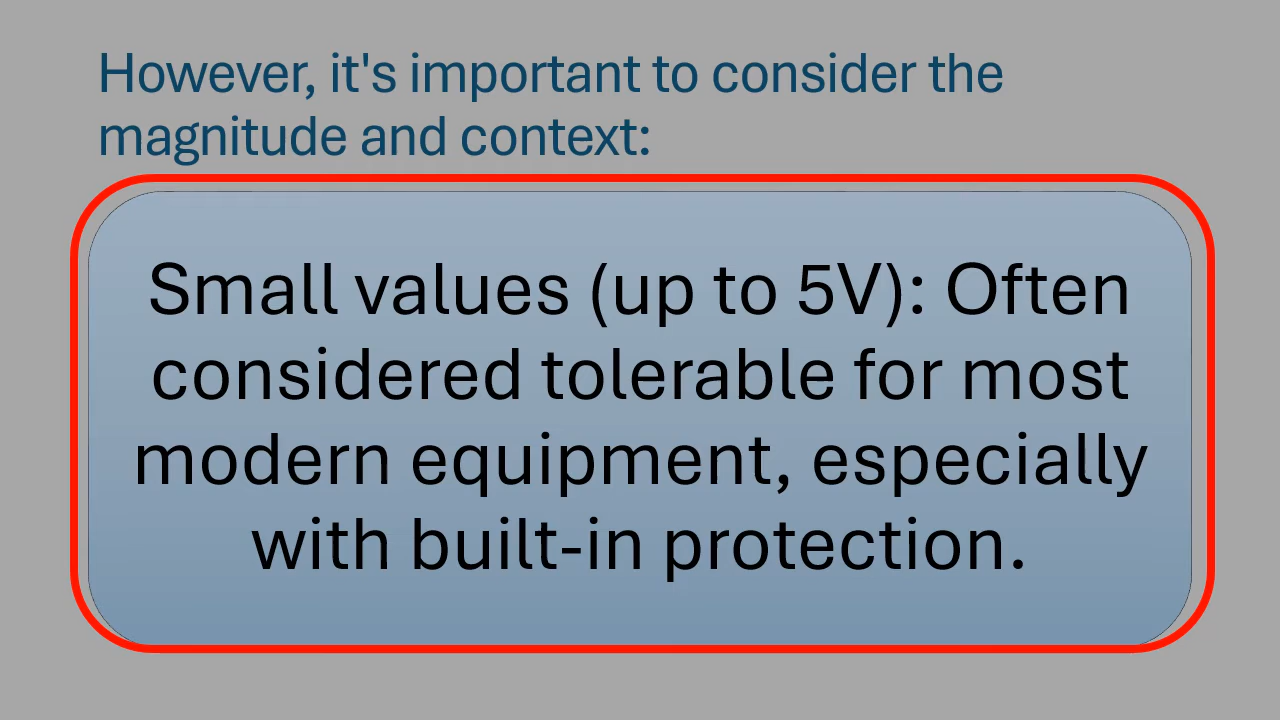 However, it's important to consider the
magnitude and context:
Small values (up to 5V): Often
considered tolerable for most
modern equipment, especially
with built-in protection.